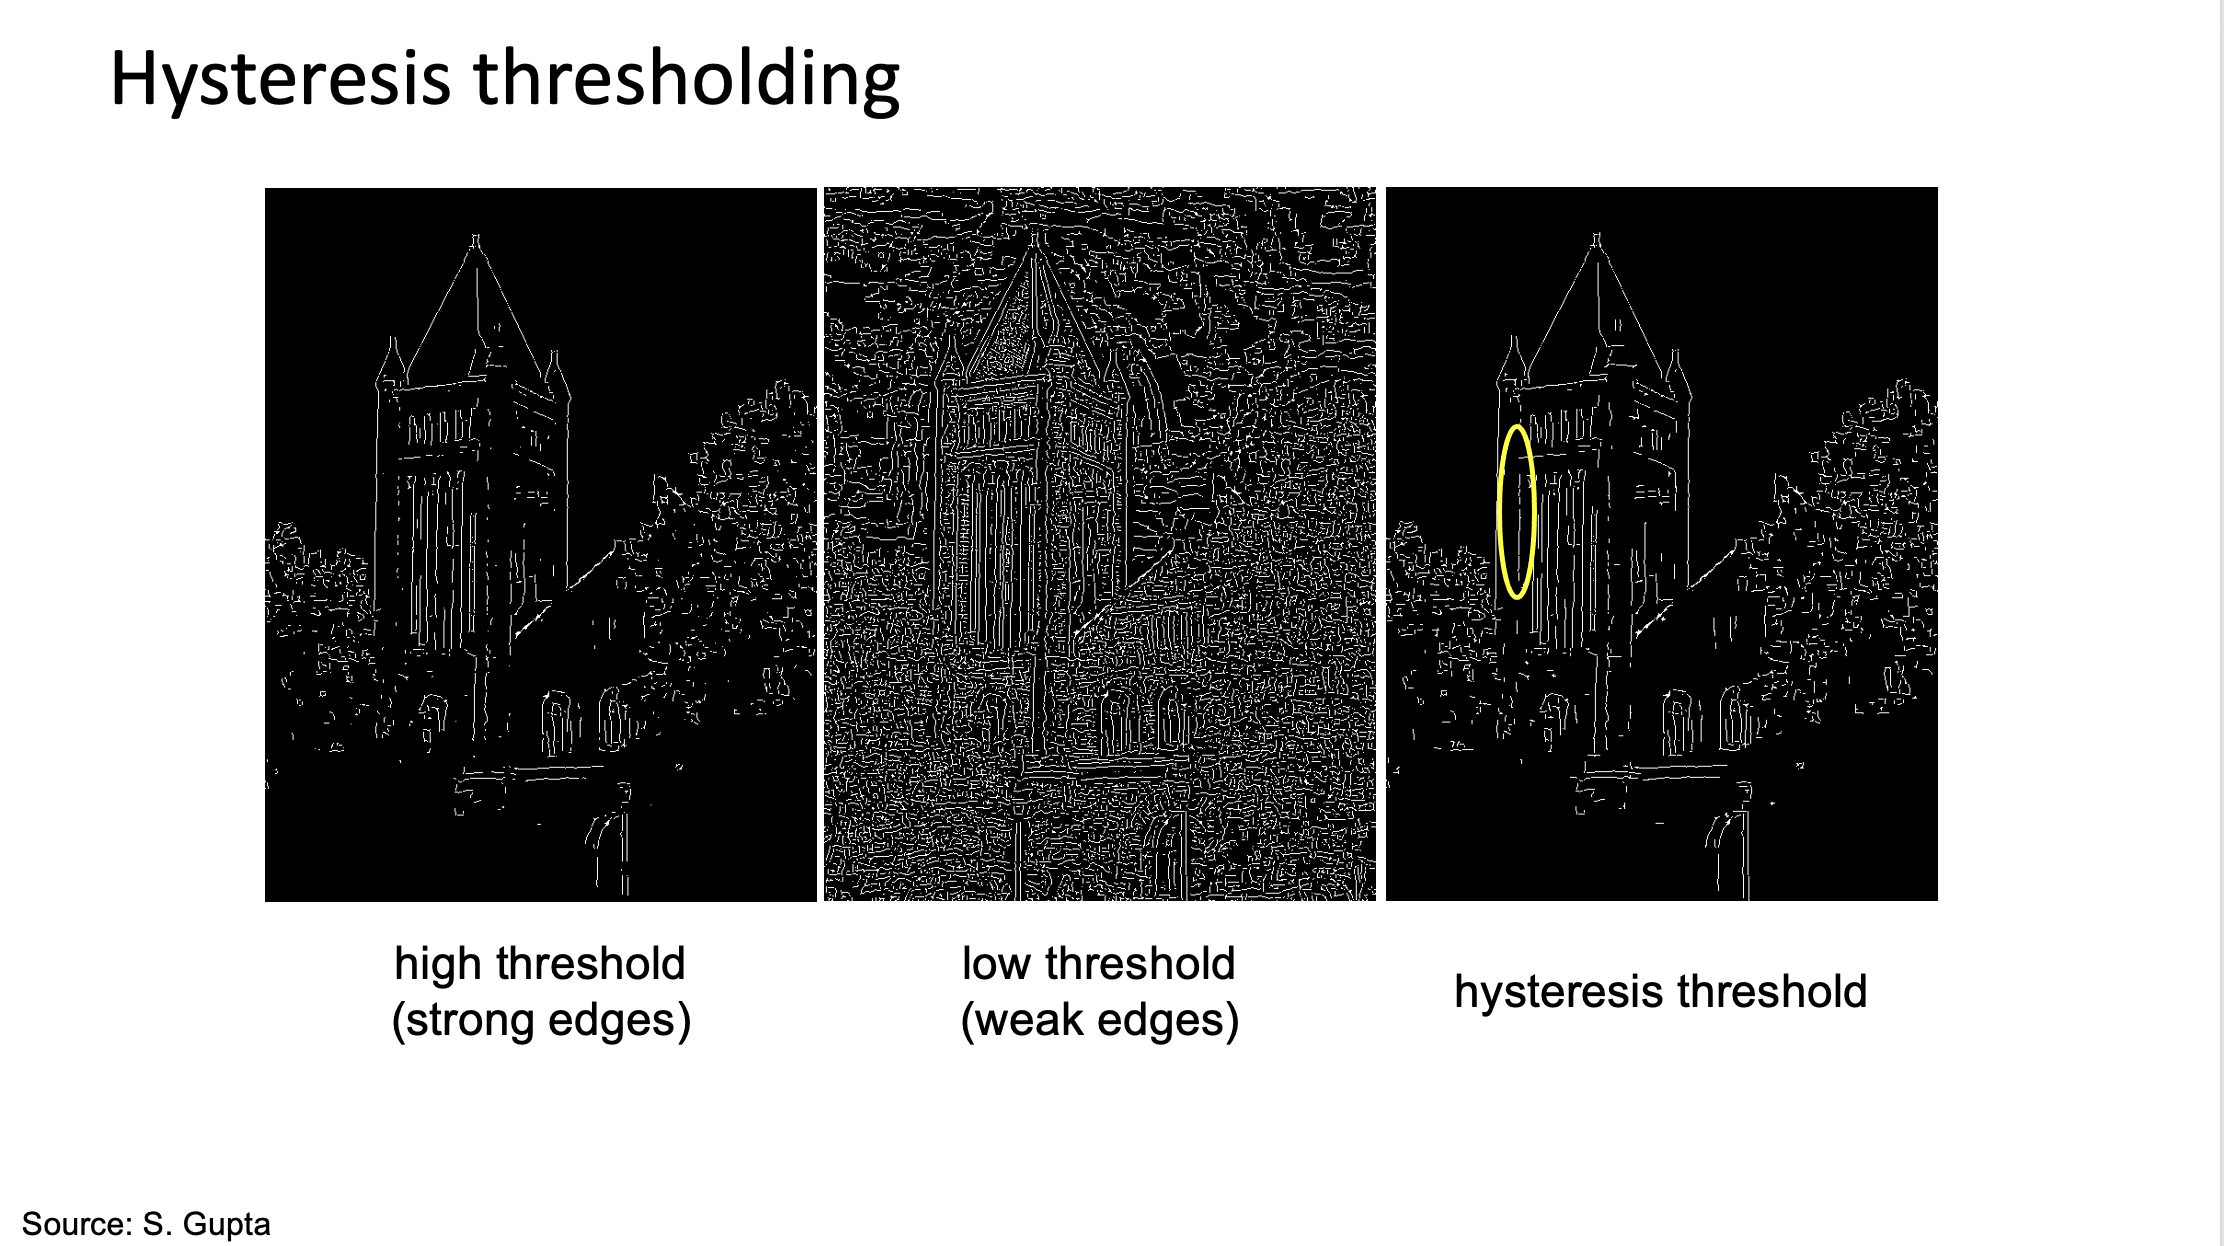 Hysteresis thresholding
high threshold
(strong edges)
low threshold
(weak edges)
hysteresis threshold
Source: S. Gupta